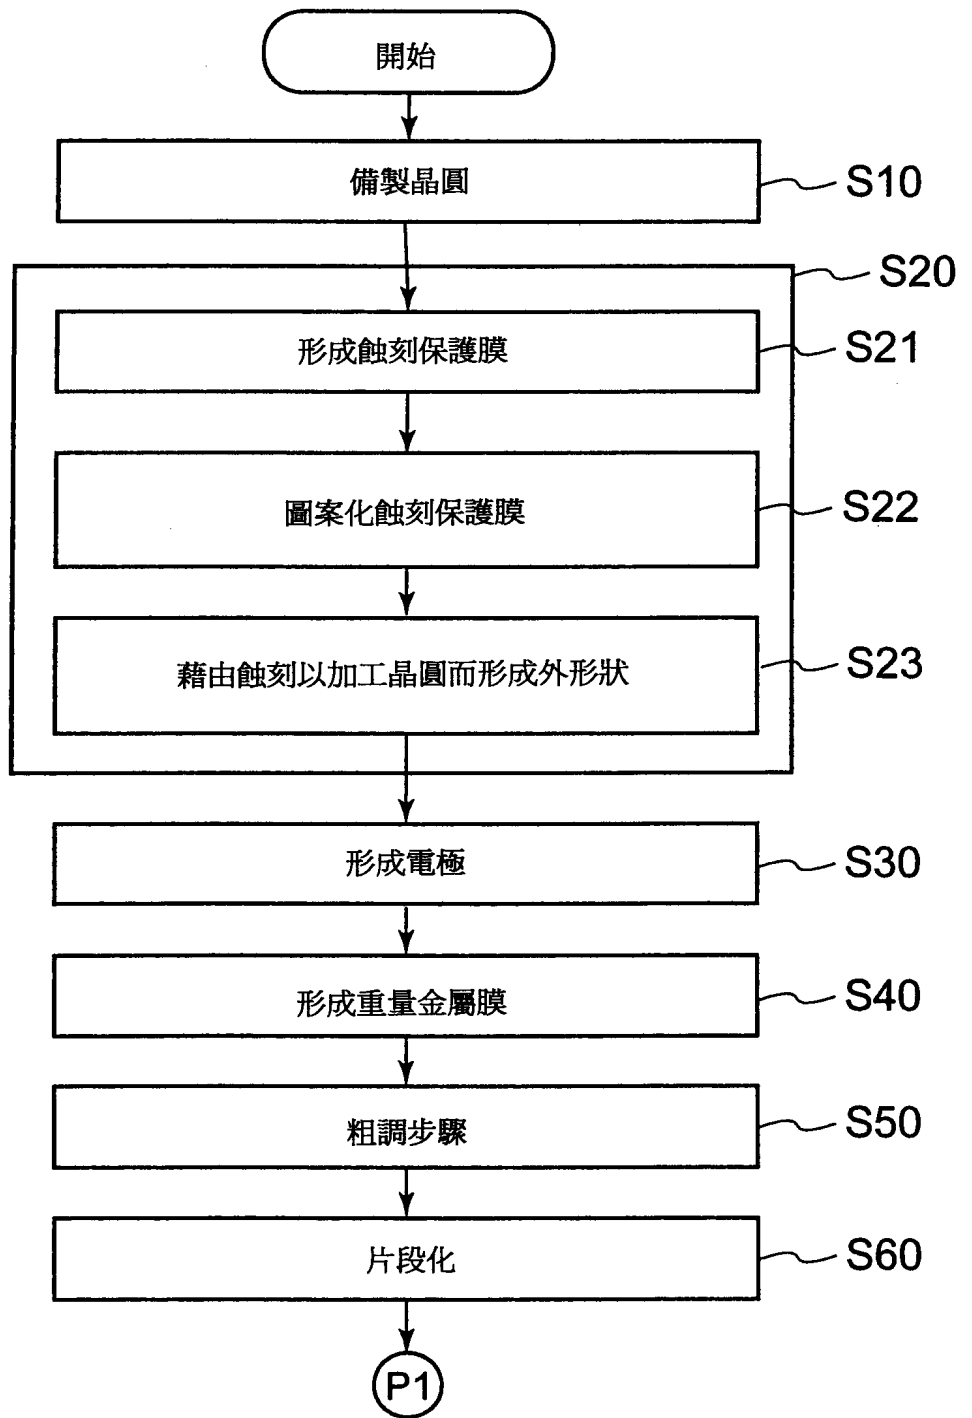 開始
備製晶圓
S10
S20
形成蝕刻保護膜
S21
圖案化蝕刻保護膜
S22
藉由蝕刻以加工晶圓而形成外形狀
S23
形成電極
S30
形成重量金屬膜
S40
粗調步驟
S50
片段化
S60
P1